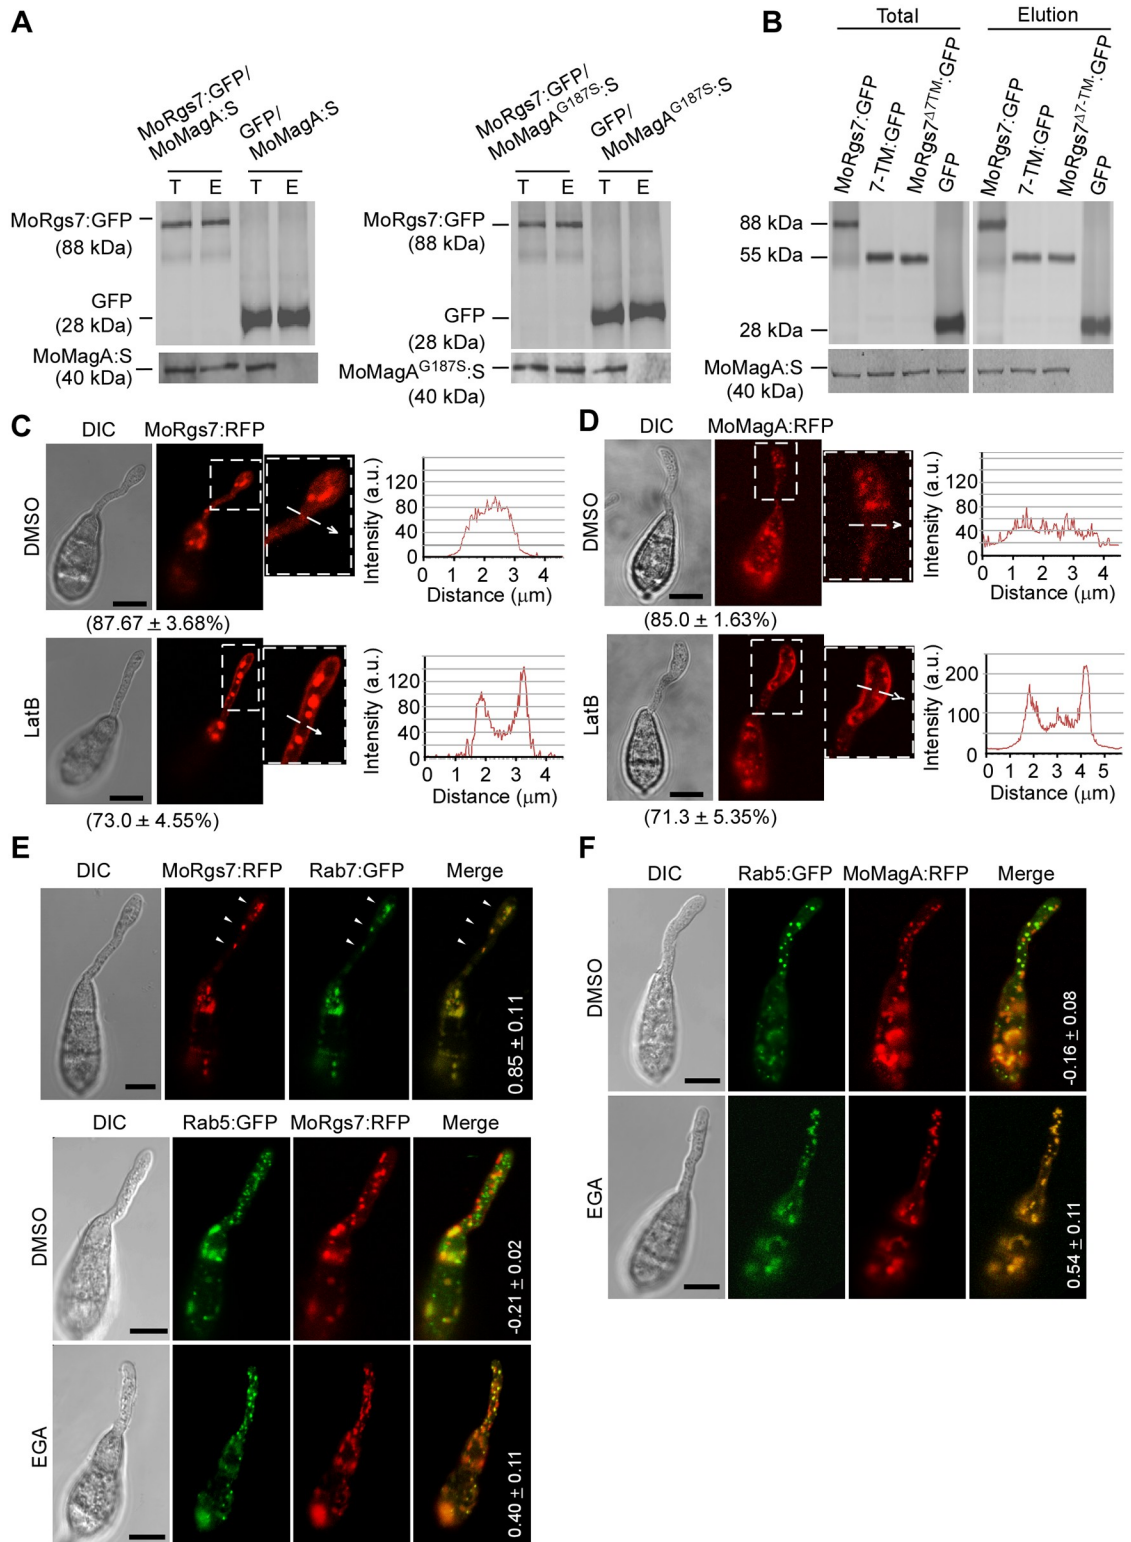 A
MoRgs7:GFP/
MoMagA:S
GFP/
MoMagA:S
T E T E
MoRgs7:GFP
(88 kDa)
GFP
(28 kDa)
MoMagA:S
(40 kDa)
MoRgs7:GFP/
MoMagA^G187S:S
GFP/
MoMagA^G187S:S
T E T E
MoRgs7:GFP
(88 kDa)
GFP
(28 kDa)
MoMagA^G187S:S
(40 kDa)
B
Total
Elution
MoRgs7:GFP
7-TM:GFP
MoRgs7^Δ7TM:GFP
GFP
MoRgs7:GFP
7-TM:GFP
MoRgs7^Δ7-TM:GFP
GFP
88 kDa
55 kDa
28 kDa
MoMagA:S
(40 kDa)
C
DIC MoRgs7:RFP
DMSO
(87.67 ± 3.68%)
Intensity (a.u.)
120
80
40
0
0 1 2 3 4
Distance (μm)
LatB
(73.0 ± 4.55%)
Intensity (a.u.)
120
80
40
0
0 1 2 3 4
Distance (μm)
D
DIC MoMagA:RFP
DMSO
(85.0 ± 1.63%)
Intensity (a.u.)
120
80
40
0
0 1 2 3 4
Distance (μm)
LatB
(71.3 ± 5.35%)
Intensity (a.u.)
200
100
0
0 1 2 3 4 5
Distance (μm)
E
DIC MoRgs7:RFP Rab7:GFP Merge
0.85 ± 0.11
DIC Rab5:GFP MoRgs7:RFP Merge
DMSO
-0.21 ± 0.02
EGA
0.40 ± 0.11
F
DIC Rab5:GFP MoMagA:RFP Merge
DMSO
-0.16 ± 0.08
EGA
0.54 ± 0.11